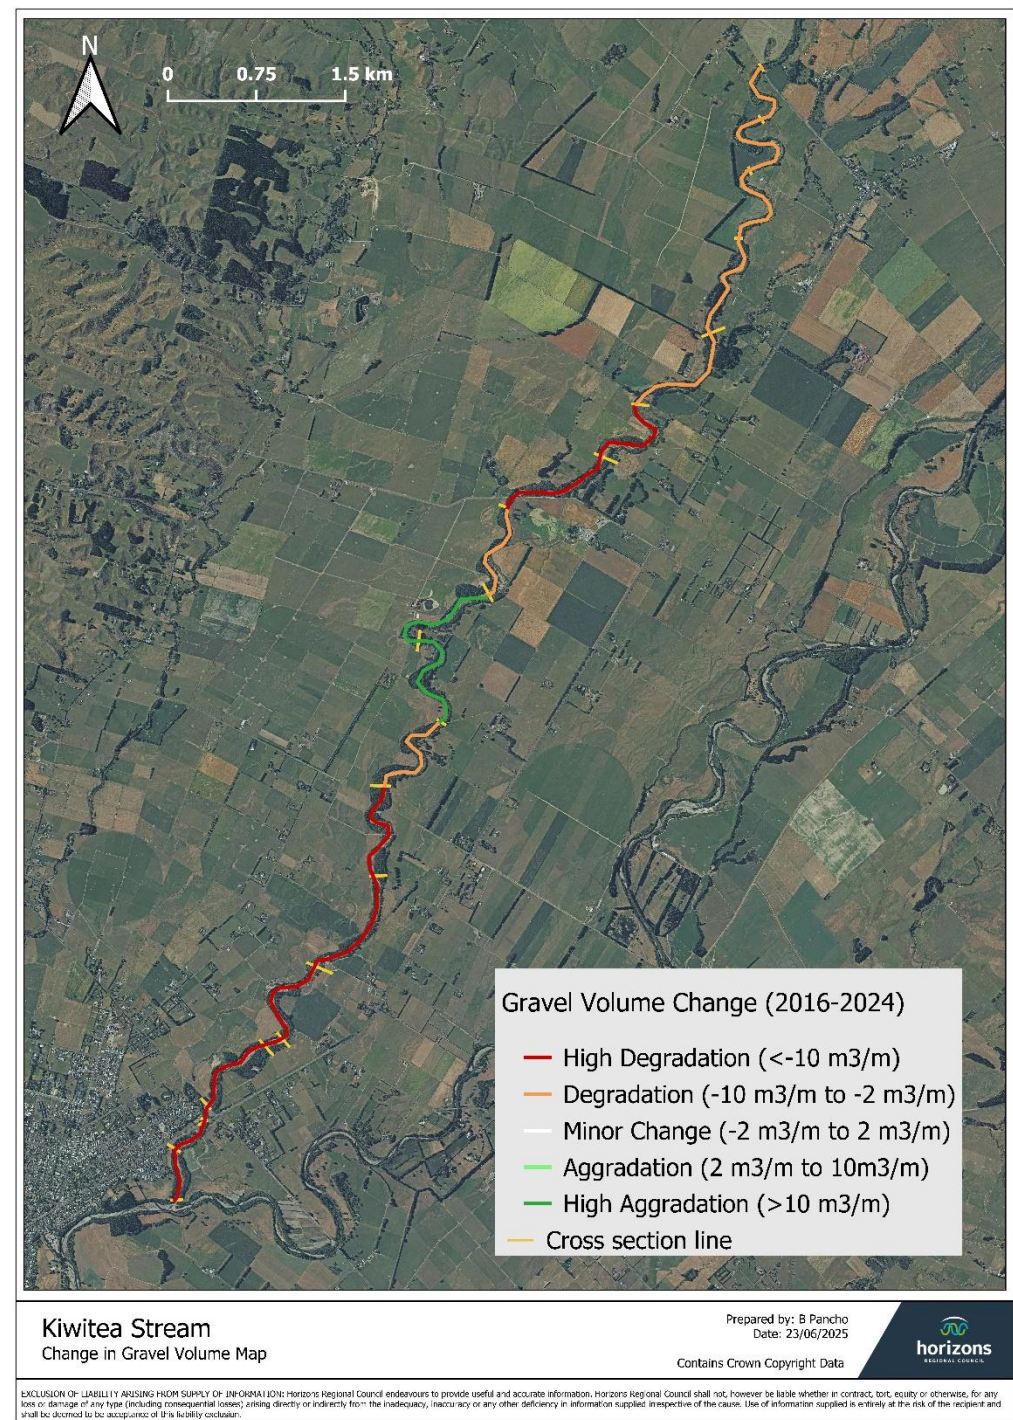 N
0 0.75 1.5 km
Gravel Volume Change (2016-2024)
High Degradation (<-10 m3/m)
Degradation (-10 m3/m to -2 m3/m)
Minor Change (-2 m3/m to 2 m3/m)
Aggradation (2 m3/m to 10m3/m)
High Aggradation (>10 m3/m)
Cross section line
Kiwitea Stream
Change in Gravel Volume Map
Prepared by: B Pancho
Date: 23/06/2025
Contains Crown Copyright Data
horizons
REGIONAL COUNCIL
EXCLUSION OF LIABILITY ARISING FROM SUPPLY OF INFORMATION: Horizons Regional Council endeavours to provide useful and accurate information. Horizons Regional Council shall not, however be liable whether in contract, tort, equity or otherwise, for any
loss or damage of any type (including consequential losses) arising directly or indirectly from the inadequacy, inaccuracy or any other deficiency in information supplied irrespective of the cause. Use of information supplied is entirely at the risk of the recipient and
shall be deemed to be acceptance of this liability exclusion.